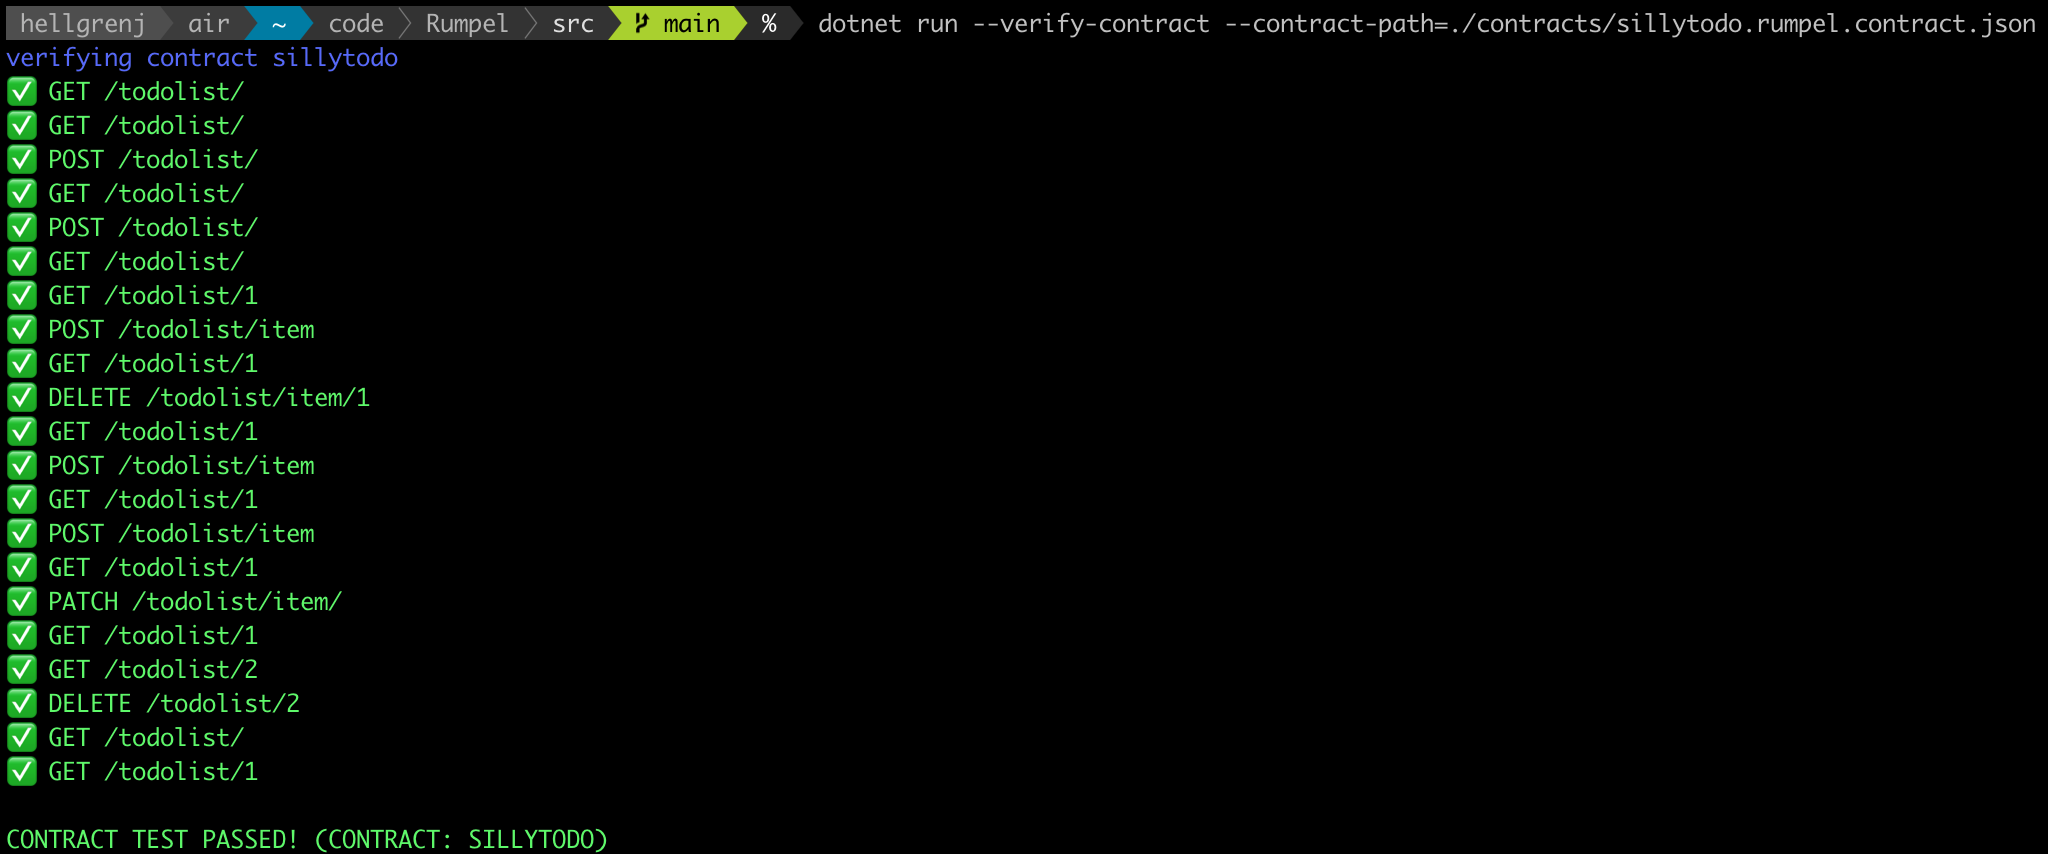 hellgrenj air ~ code Rumpel src main % dotnet run --verify-contract --contract-path=./contracts/sillytodo.rumpel.contract.json
verifying contract sillytodo
✅ GET /todolist/
✅ GET /todolist/
✅ POST /todolist/
✅ GET /todolist/
✅ POST /todolist/
✅ GET /todolist/
✅ GET /todolist/1
✅ POST /todolist/item
✅ GET /todolist/1
✅ DELETE /todolist/item/1
✅ GET /todolist/1
✅ POST /todolist/item
✅ GET /todolist/1
✅ POST /todolist/item
✅ GET /todolist/1
✅ PATCH /todolist/item/
✅ GET /todolist/1
✅ GET /todolist/2
✅ DELETE /todolist/2
✅ GET /todolist/
✅ GET /todolist/1
CONTRACT TEST PASSED! (CONTRACT: SILLYTODO)